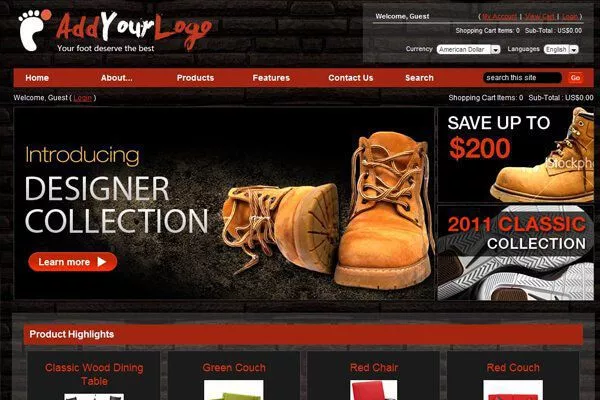 AddYourLogo
Your foot deserve the best
Welcome, Guest
( My Account | View Cart | Login )
Shopping Cart Items: 0 Sub-Total : US$0.00
Currency American Dollar Languages English
Home About... Products Features Contact Us Search search this site Go
Welcome, Guest ( Login )
Shopping Cart Items: 0 Sub-Total : US$0.00
Introducing
DESIGNER
COLLECTION
Learn more
SAVE UP TO
$200
iStockpho
2011 CLASSIC
COLLECTION
Product Highlights
Classic Wood Dining
Table
Green Couch
Red Chair
Red Couch